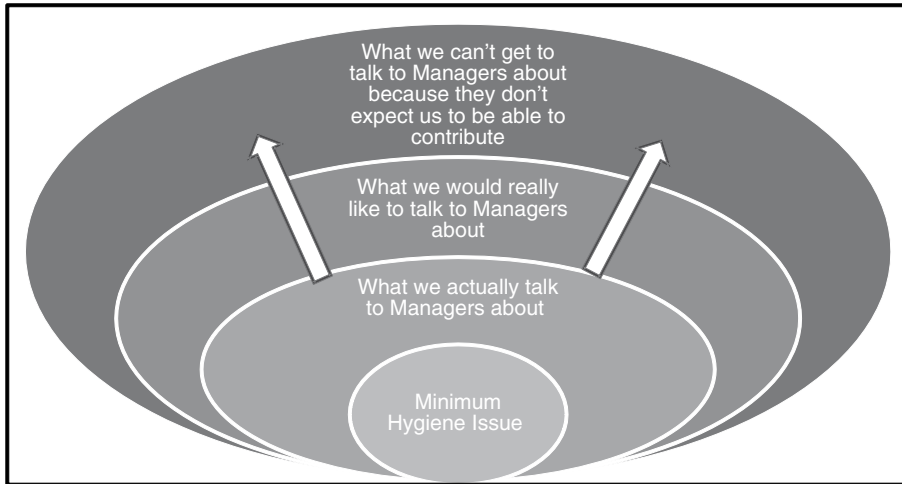 What we can’t get to
talk to Managers about
because they don’t
expect us to be able to
contribute
What we would really
like to talk to Managers
about
What we actually talk
to Managers about
Minimum
Hygiene Issue